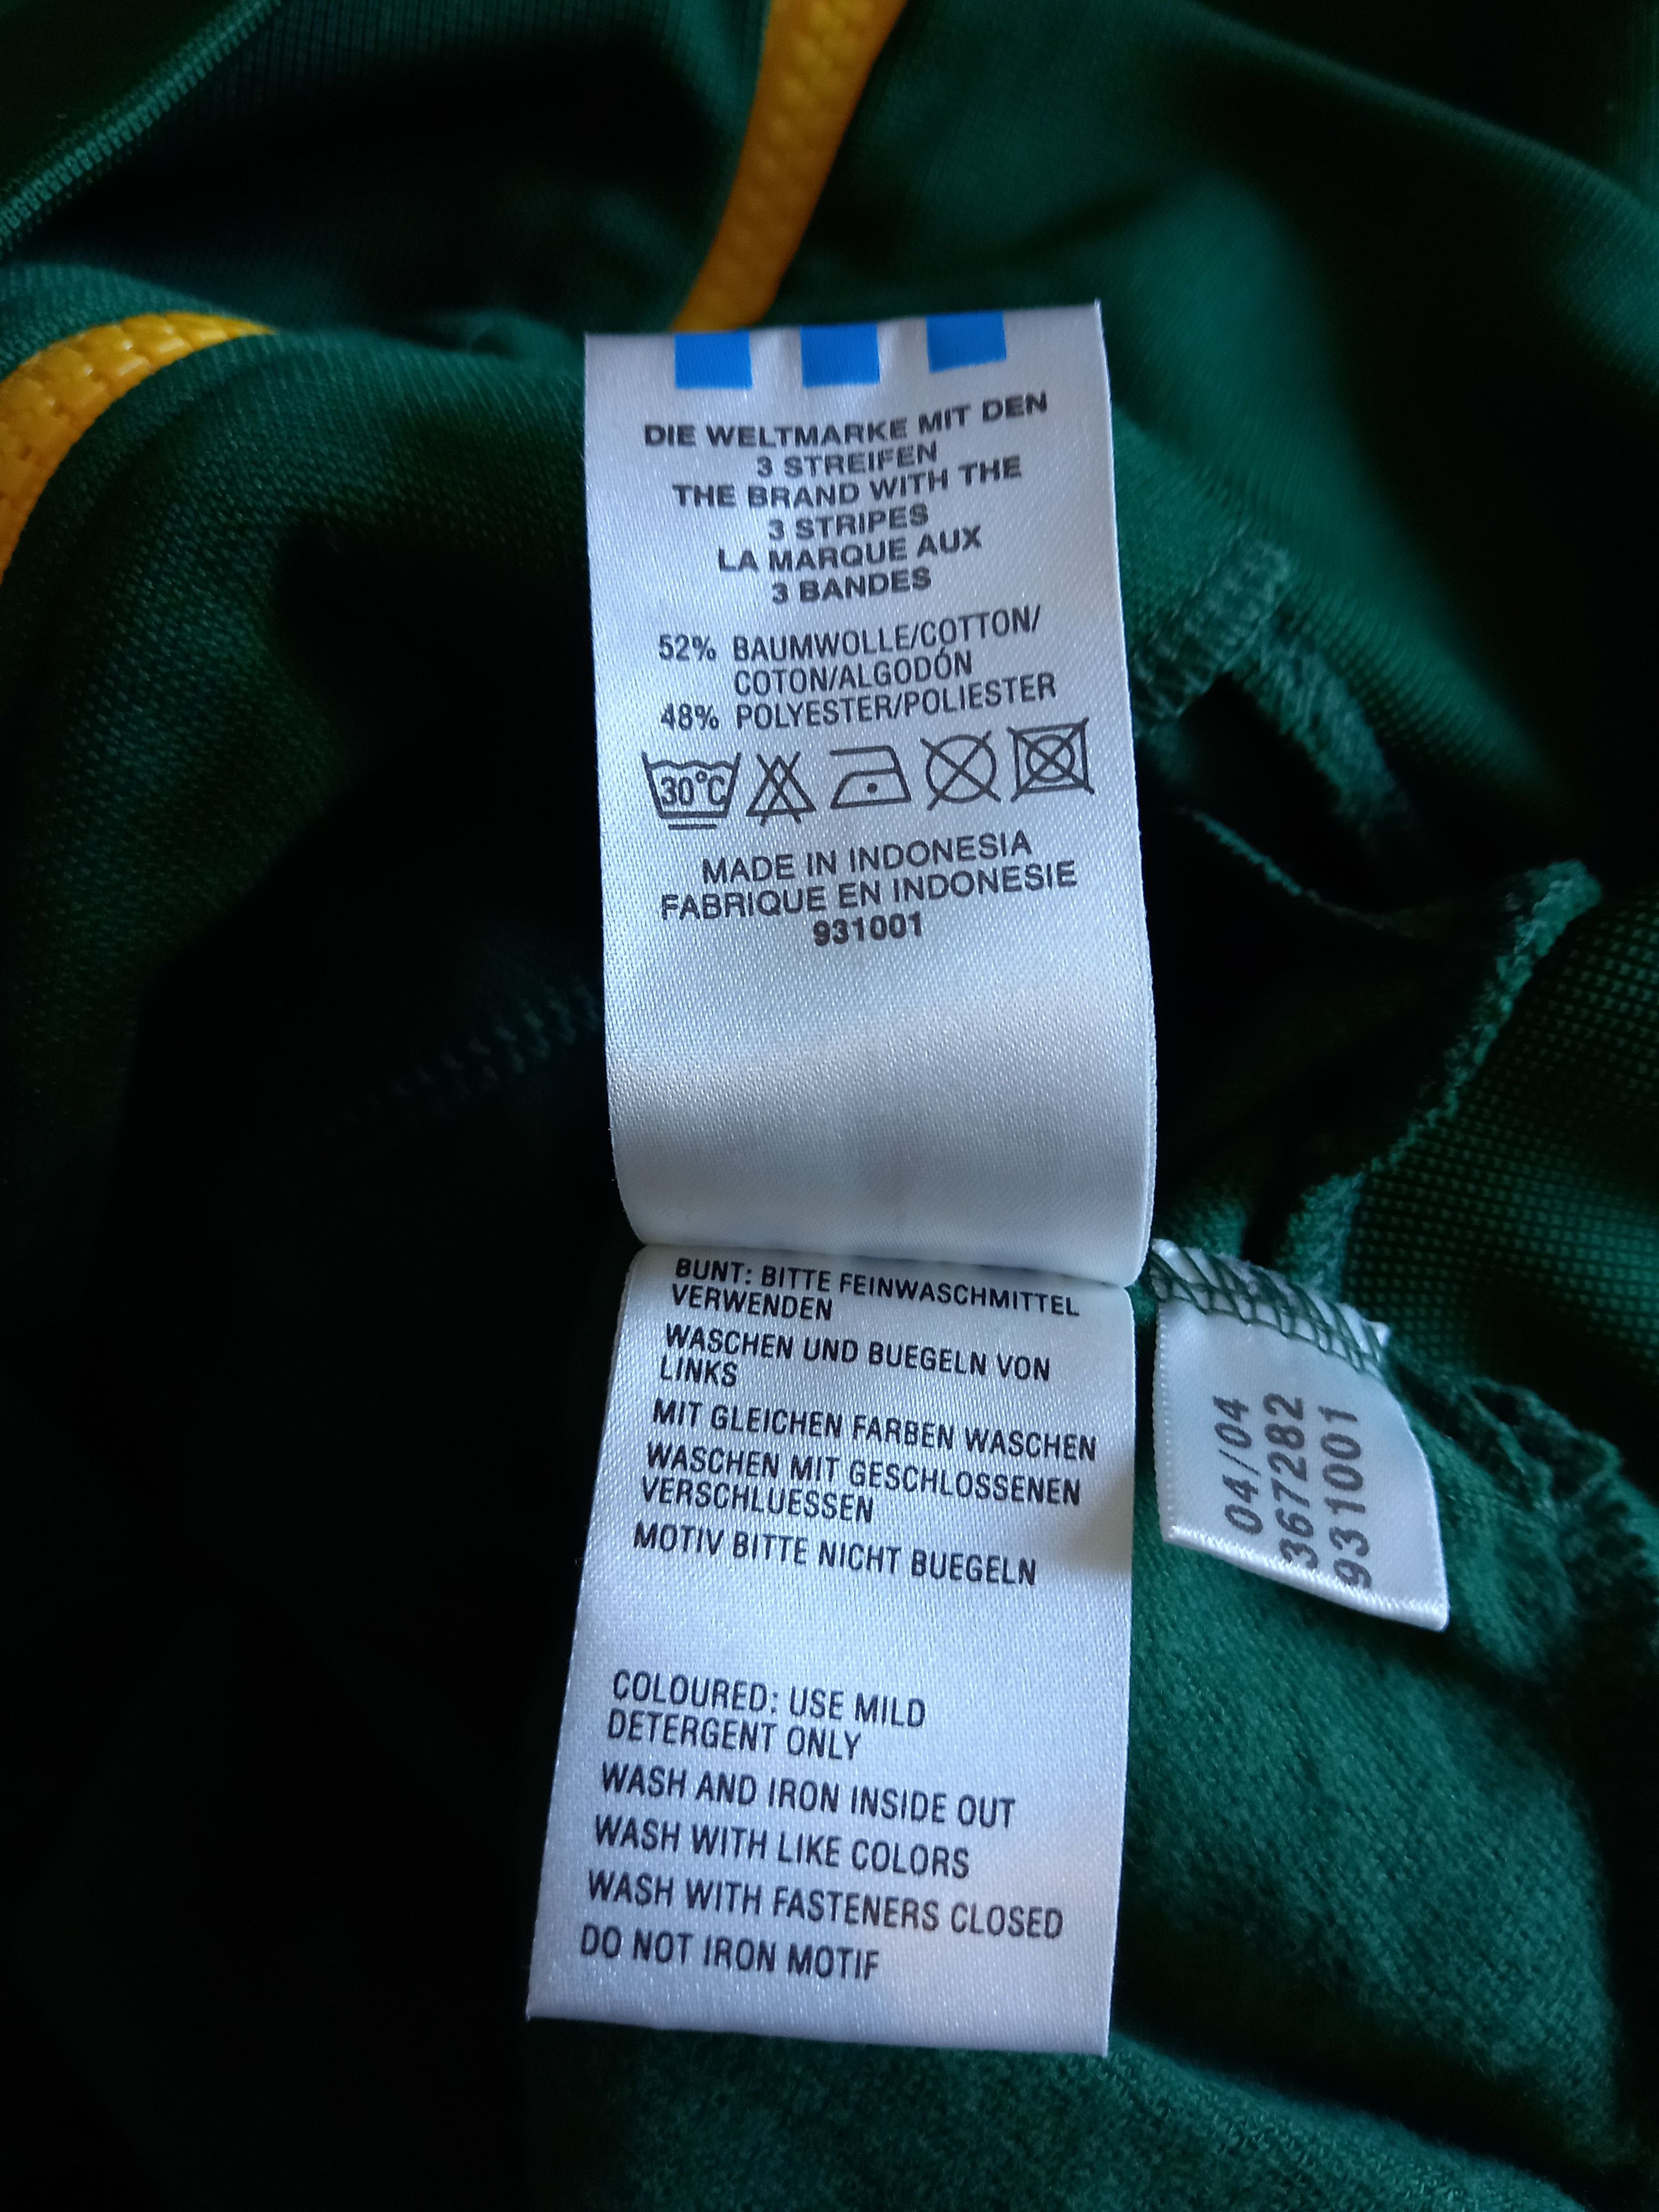 DIE WELTMARKE MIT DEN
3 STREIFEN
THE BRAND WITH THE
3 STRIPES
LA MARQUE AUX
3 BANDES
52% BAUMWOLLE/COTTON/
COTON/ALGODÓN
48% POLYESTER/POLIESTER
30°C
MADE IN INDONESIA
FABRIQUE EN INDONESIE
931001
BUNT: BITTE FEINWASCHMITTEL
VERWENDEN
WASCHEN UND BUEGELN VON
LINKS
MIT GLEICHEN FARBEN WASCHEN
WASCHEN MIT GESCHLOSSENEN
VERSCHLUESSEN
MOTIV BITTE NICHT BUEGELN
COLOURED: USE MILD
DETERGENT ONLY
WASH AND IRON INSIDE OUT
WASH WITH LIKE COLORS
WASH WITH FASTENERS CLOSED
DO NOT IRON MOTIF
04/04
367282
931001